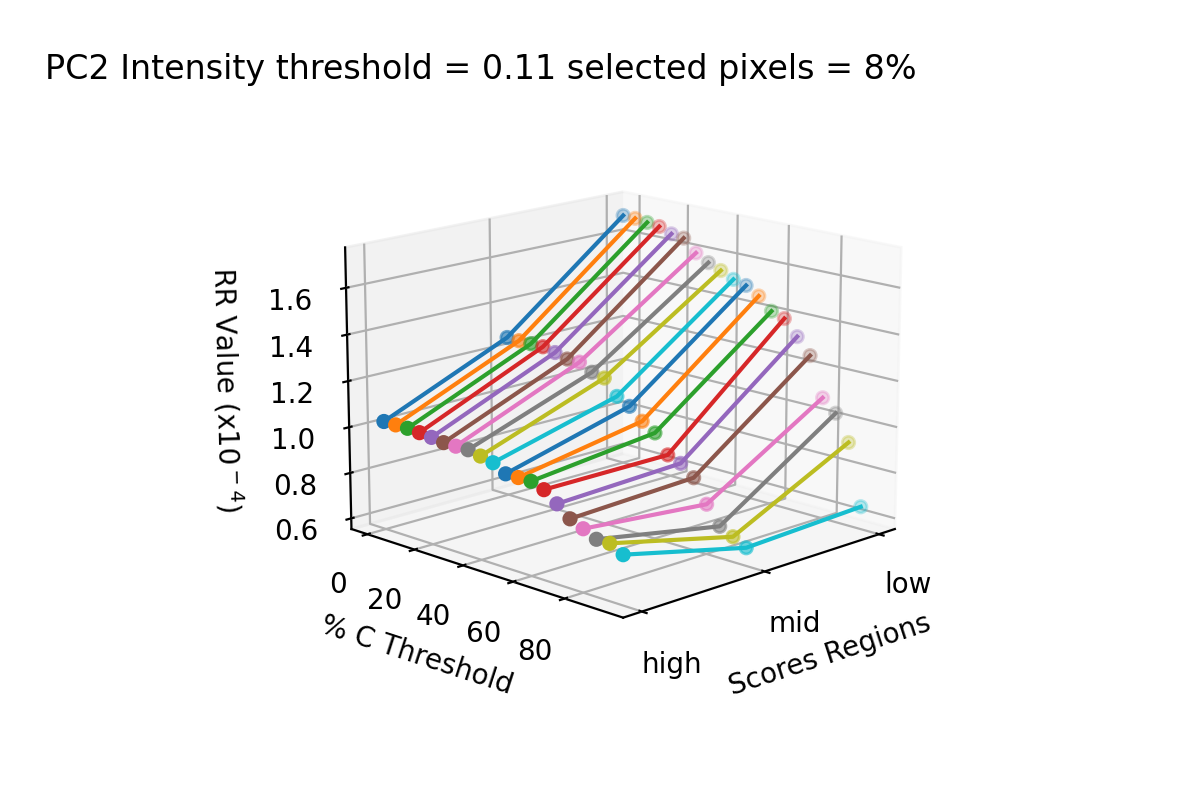 PC2 Intensity threshold = 0.11 selected pixels = 8%
RR Value (x10⁻⁴)
1.6
1.4
1.2
1.0
0.8
0.6
0
20
40
60
80
% C Threshold
low
mid
high
Scores Regions